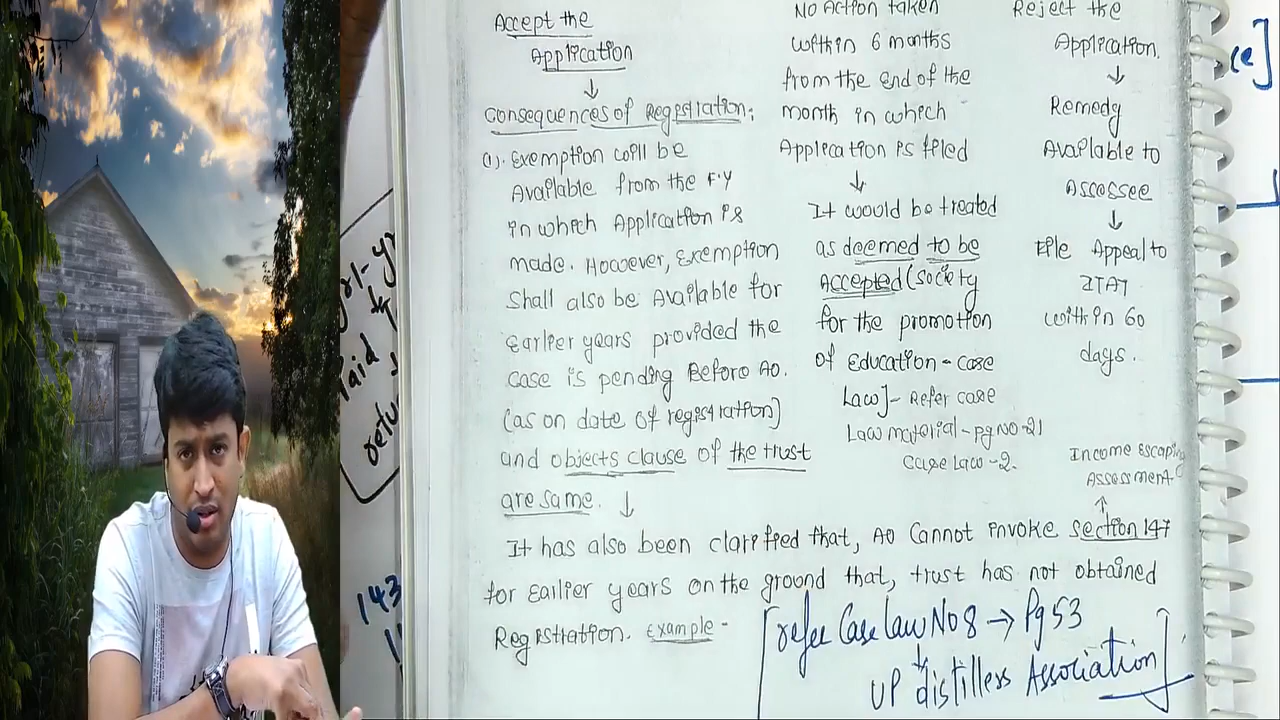 Accept the
Application
↓
Consequences of Registration:
(1). Exemption will be
Available from the F.Y
in which Application is
made. However, Exemption
Shall also be Available for
Earlier years provided the
Case is pending Before AO.
(as on date of registration]
and objects clause of the trust
are same. ↓
No Action taken
within 6 months
from the end of the
month in which
Application is filed
↓
It would be treated
as deemed to be
Accepted (society
for the promotion
of Education - case
Law] - Refer case
Law material - Pg No - 21
Case Law - 2.
Reject the
Application.
↓
Remedy
Available to
Assessee
↓
File Appeal to
ITAT
within 60
days.
Income Escaping
Assessment
↑
It has also been clarified that, AO Cannot invoke section 147
for Earlier years on the ground that, trust has not obtained
Registration. Example -
[refer Case law No 8 → Pg 53
↓
UP distillers Association]
143